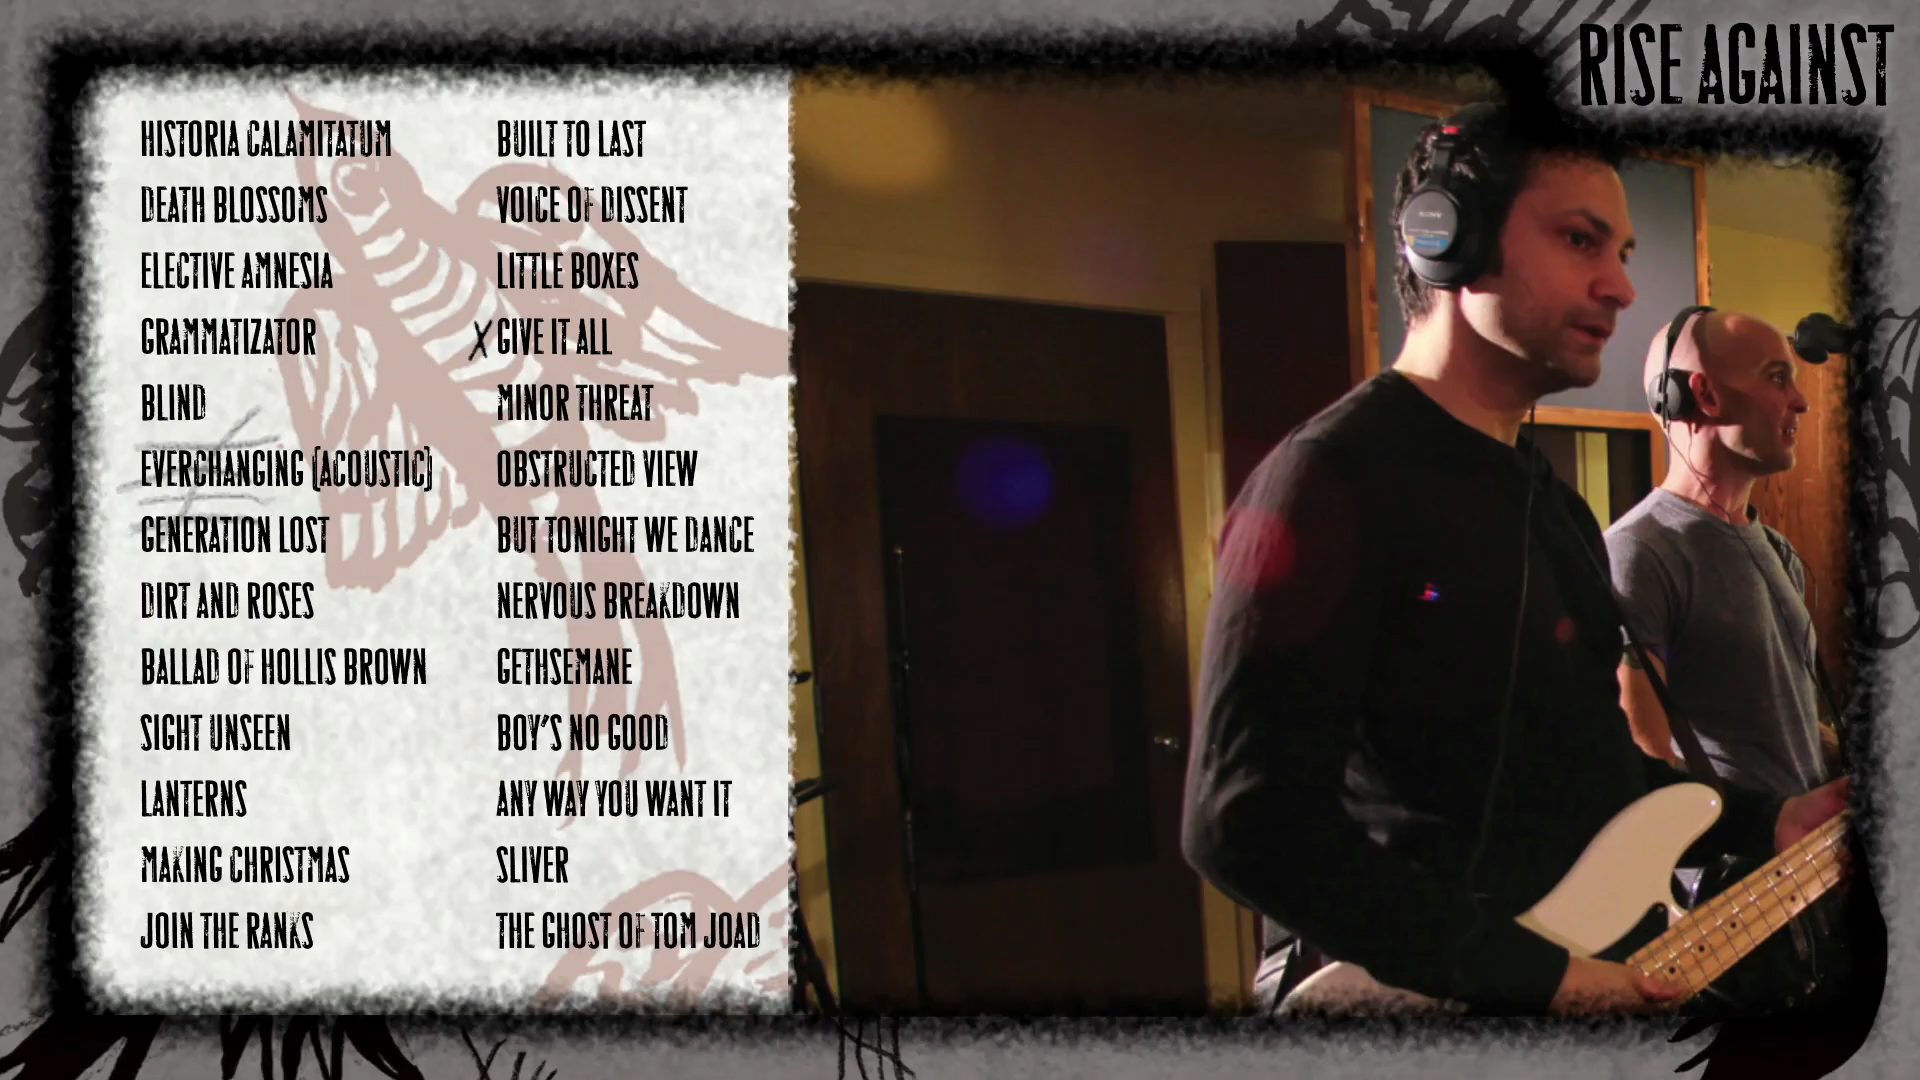 RISE AGAINST
HISTORIA CALAMITATUM
DEATH BLOSSOMS
ELECTIVE AMNESIA
GRAMMATIZATOR
BLIND
EVERCHANGING (ACOUSTIC)
GENERATION LOST
DIRT AND ROSES
BALLAD OF HOLLIS BROWN
SIGHT UNSEEN
LANTERNS
MAKING CHRISTMAS
JOIN THE RANKS
BUILT TO LAST
VOICE OF DISSENT
LITTLE BOXES
X GIVE IT ALL
MINOR THREAT
OBSTRUCTED VIEW
BUT TONIGHT WE DANCE
NERVOUS BREAKDOWN
GETHSEMANE
BOY'S NO GOOD
ANY WAY YOU WANT IT
SLIVER
THE GHOST OF TOM JOAD
SONY